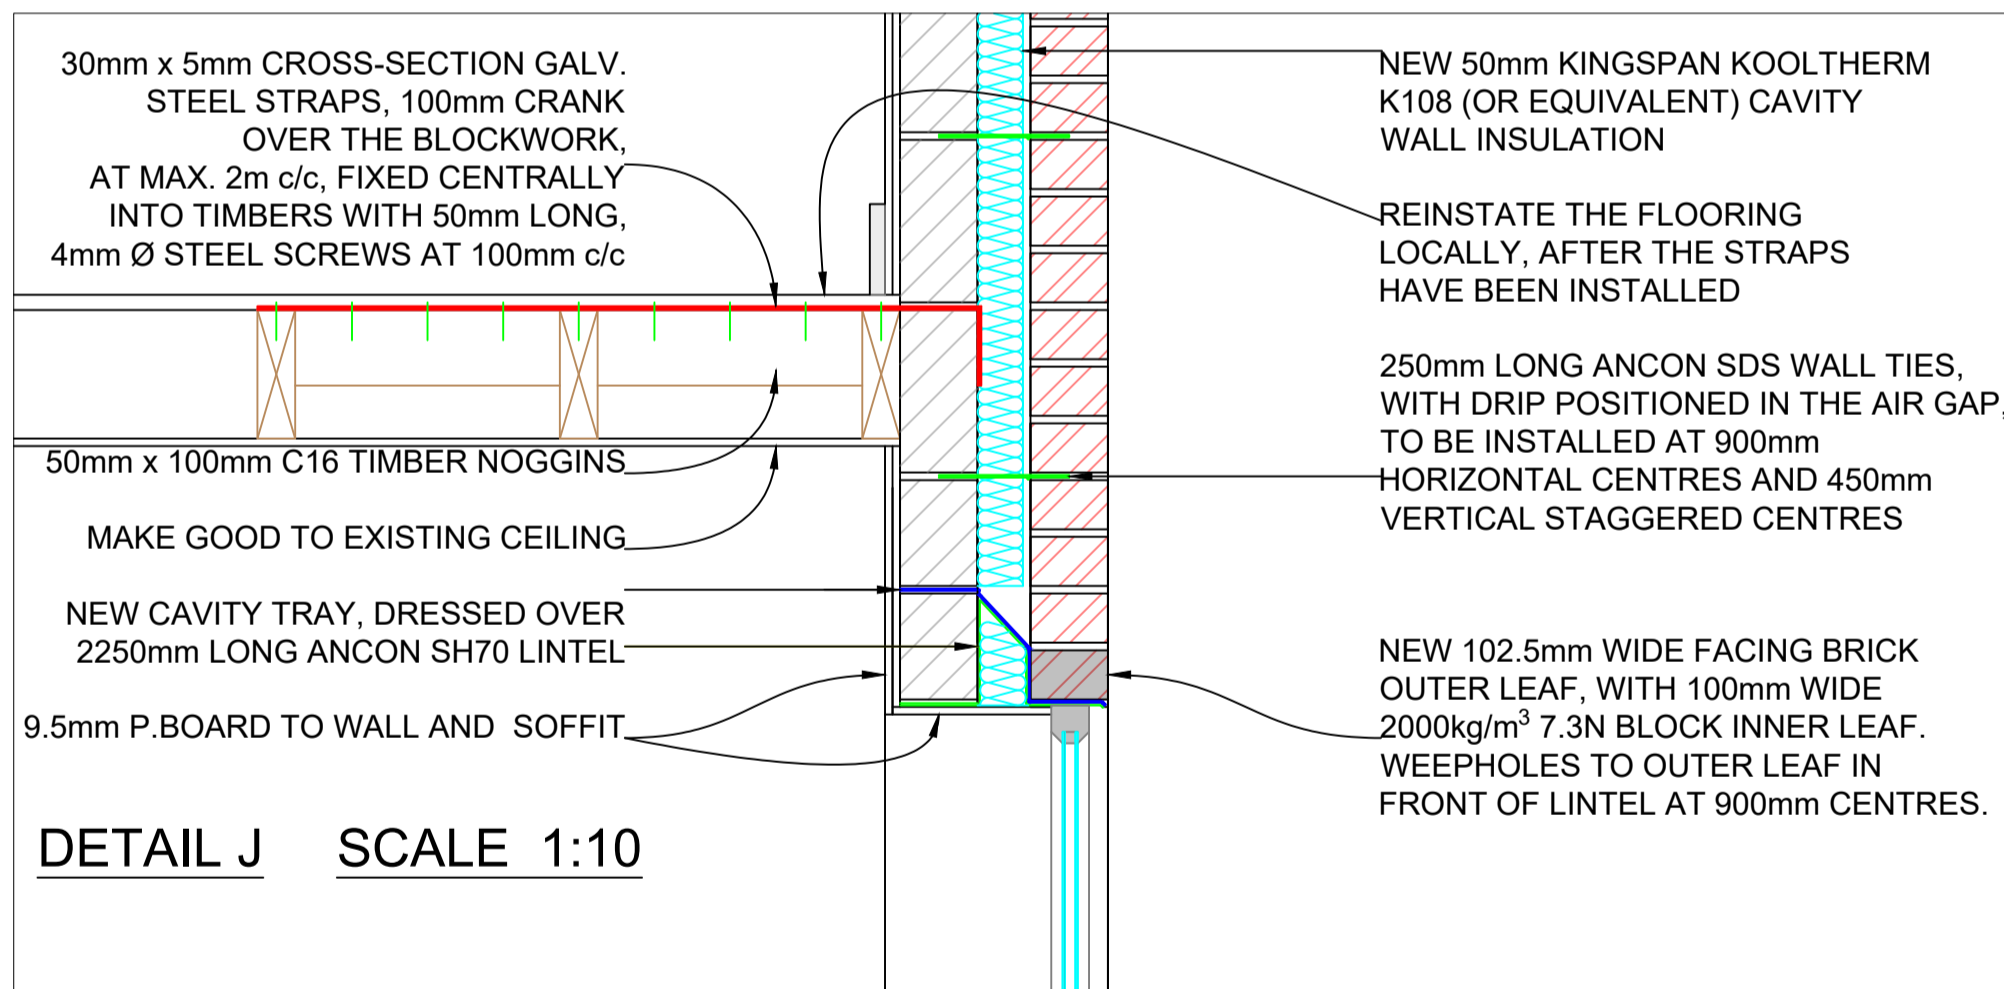 30mm x 5mm CROSS-SECTION GALV.
STEEL STRAPS, 100mm CRANK
OVER THE BLOCKWORK,
AT MAX. 2m c/c, FIXED CENTRALLY
INTO TIMBERS WITH 50mm LONG,
4mm Ø STEEL SCREWS AT 100mm c/c
50mm x 100mm C16 TIMBER NOGGINS
MAKE GOOD TO EXISTING CEILING
NEW CAVITY TRAY, DRESSED OVER
2250mm LONG ANCON SH70 LINTEL
9.5mm P.BOARD TO WALL AND SOFFIT
DETAIL J SCALE 1:10
NEW 50mm KINGSPAN KOOLTHERM
K108 (OR EQUIVALENT) CAVITY
WALL INSULATION
REINSTATE THE FLOORING
LOCALLY, AFTER THE STRAPS
HAVE BEEN INSTALLED
250mm LONG ANCON SDS WALL TIES,
WITH DRIP POSITIONED IN THE AIR GAP,
TO BE INSTALLED AT 900mm
HORIZONTAL CENTRES AND 450mm
VERTICAL STAGGERED CENTRES
NEW 102.5mm WIDE FACING BRICK
OUTER LEAF, WITH 100mm WIDE
2000kg/m³ 7.3N BLOCK INNER LEAF.
WEEPHOLES TO OUTER LEAF IN
FRONT OF LINTEL AT 900mm CENTRES.